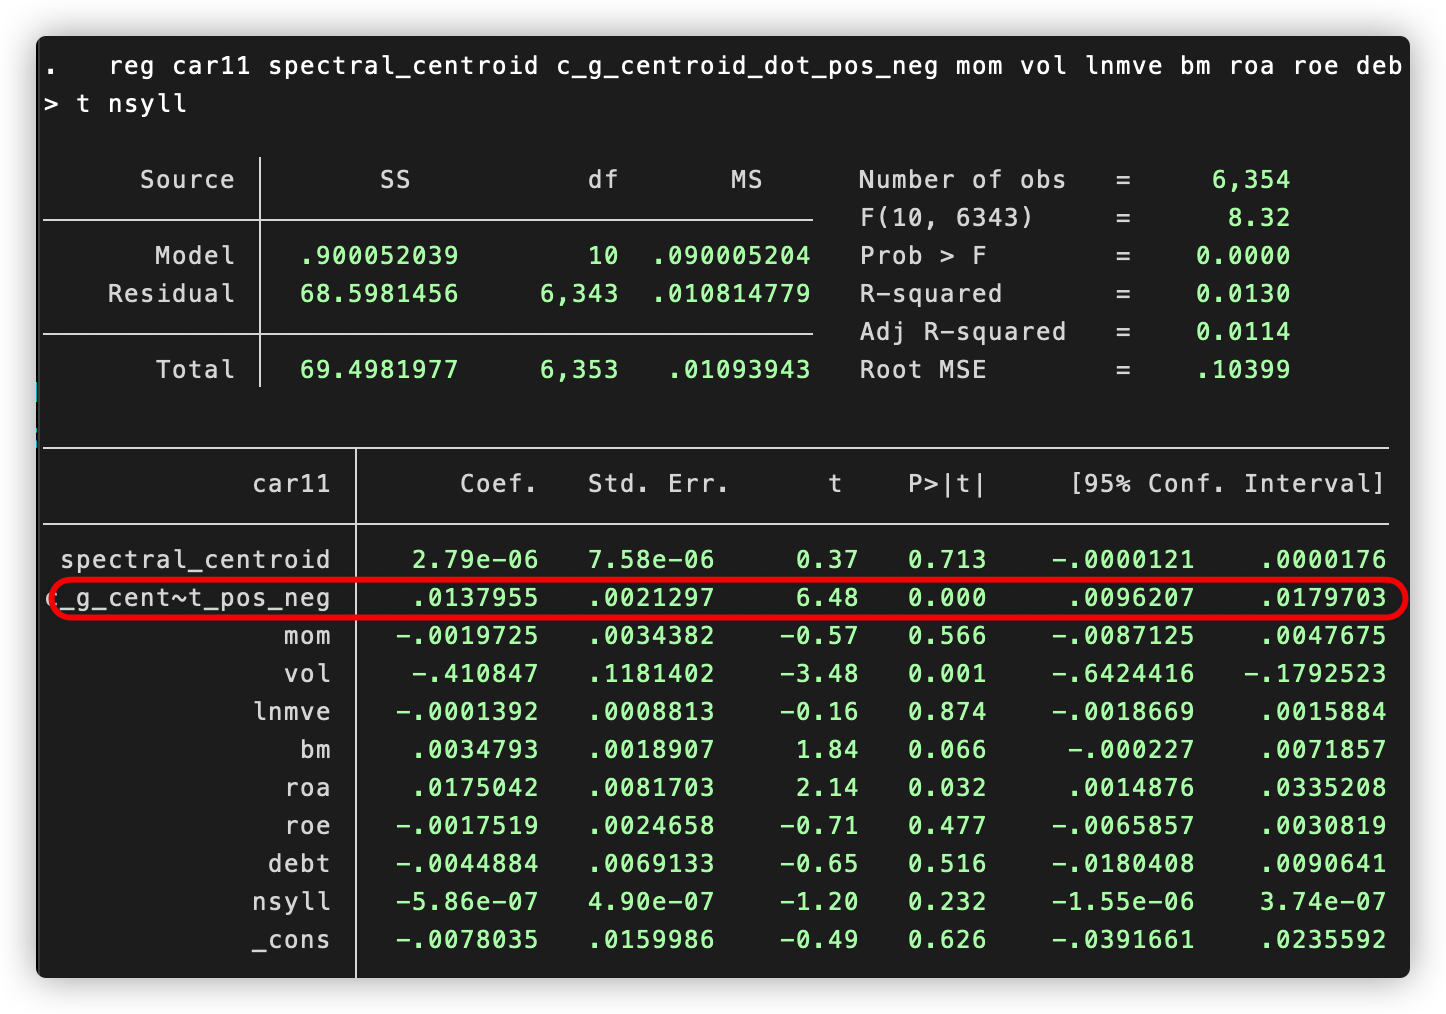 .   reg car11 spectral_centroid c_g_centroid_dot_pos_neg mom vol lnmve bm roa roe deb
> t nsyll
Source SS df MS Number of obs = 6,354
F(10, 6343) = 8.32
Model .900052039 10 .090005204 Prob > F = 0.0000
Residual 68.5981456 6,343 .010814779 R-squared = 0.0130
Adj R-squared = 0.0114
Total 69.4981977 6,353 .01093943 Root MSE = .10399
car11 Coef. Std. Err. t P>|t| [95% Conf. Interval]
spectral_centroid 2.79e-06 7.58e-06 0.37 0.713 -.0000121 .0000176
c_g_cent~t_pos_neg .0137955 .0021297 6.48 0.000 .0096207 .0179703
mom -.0019725 .0034382 -0.57 0.566 -.0087125 .0047675
vol -.410847 .1181402 -3.48 0.001 -.6424416 -.1792523
lnmve -.0001392 .0008813 -0.16 0.874 -.0018669 .0015884
bm .0034793 .0018907 1.84 0.066 -.000227 .0071857
roa .0175042 .0081703 2.14 0.032 .0014876 .0335208
roe -.0017519 .0024658 -0.71 0.477 -.0065857 .0030819
debt -.0044884 .0069133 -0.65 0.516 -.0180408 .0090641
nsyll -5.86e-07 4.90e-07 -1.20 0.232 -1.55e-06 3.74e-07
_cons -.0078035 .0159986 -0.49 0.626 -.0391661 .0235592